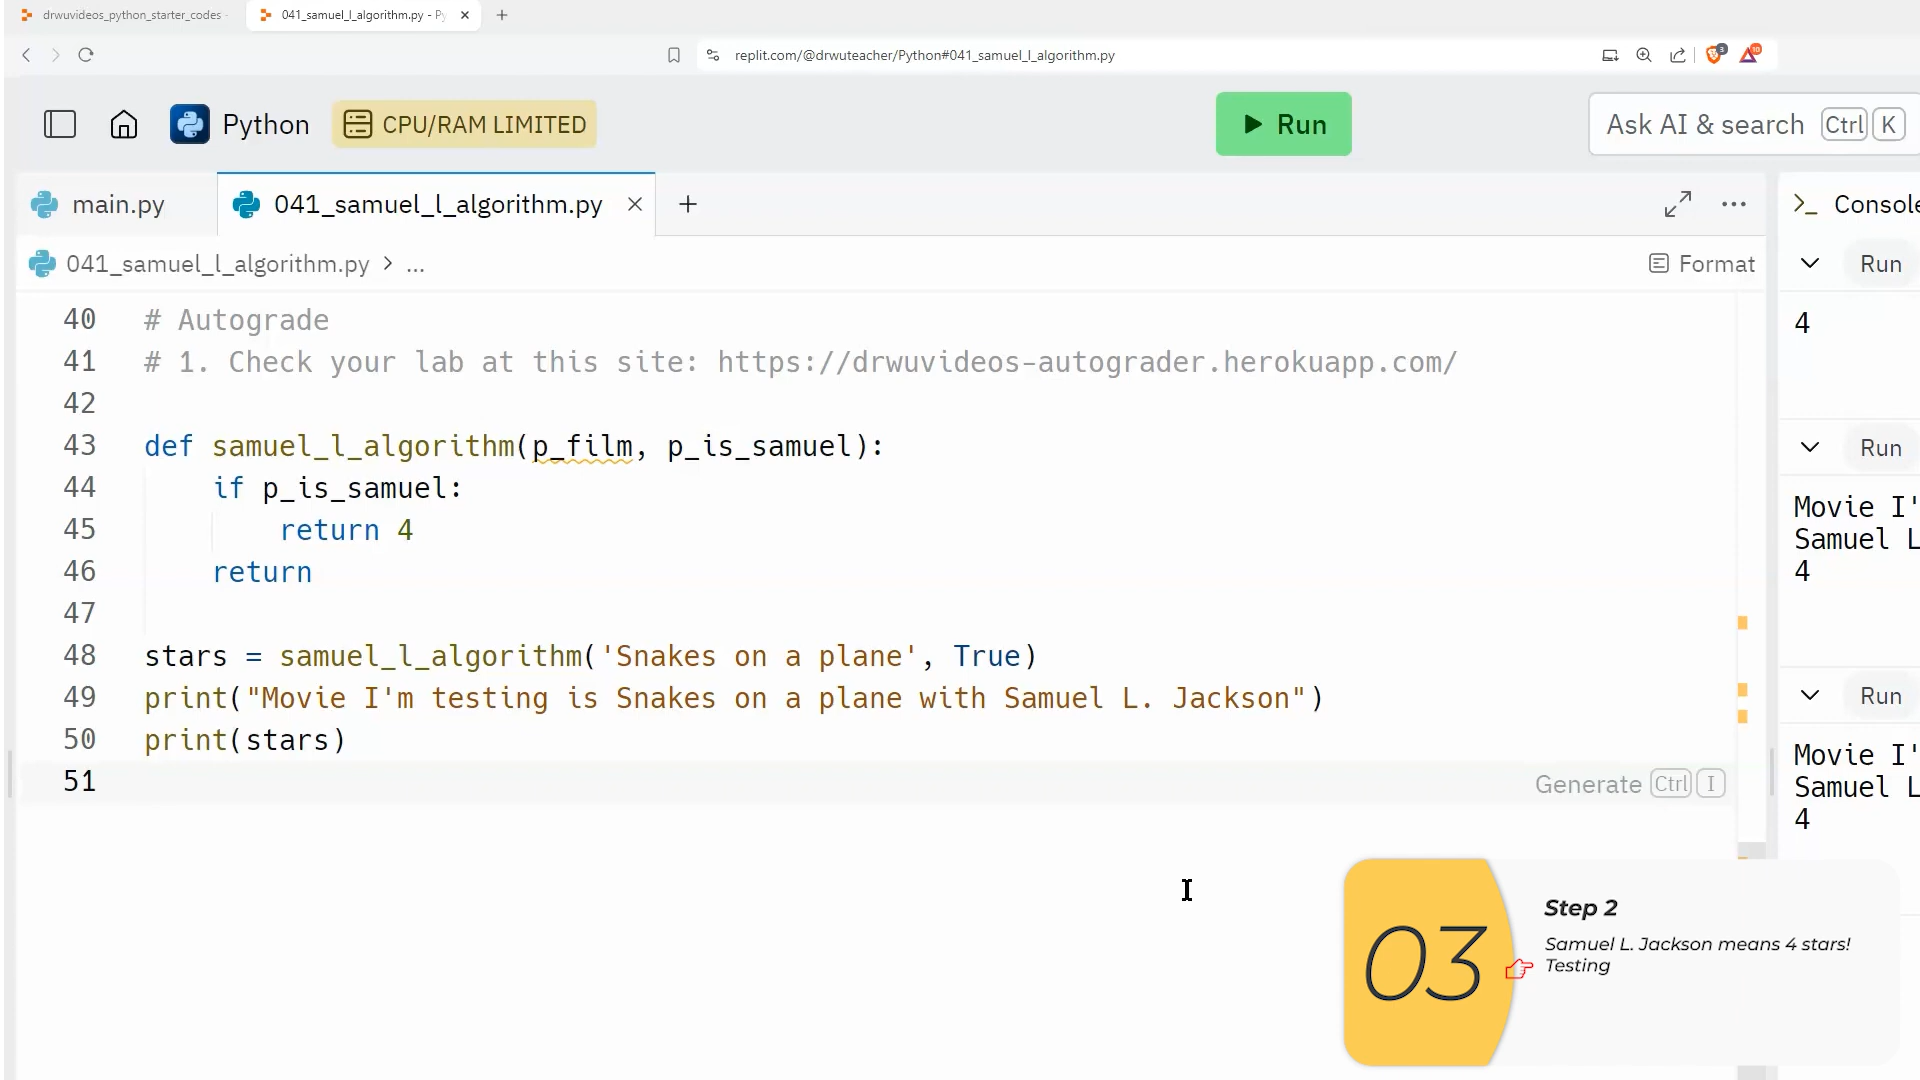 drwuvideos_python_starter_codes
041_samuel_l_algorithm.py - Py
replit.com/@drwuteacher/Python#041_samuel_l_algorithm.py
3
10
Python
CPU/RAM LIMITED
Run
Ask AI & search Ctrl K
main.py
041_samuel_l_algorithm.py
Console
041_samuel_l_algorithm.py > ...
Format
Run
40 # Autograde
4
41 # 1. Check your lab at this site: https://drwuvideos-autograder.herokuapp.com/
42
43 def samuel_l_algorithm(p_film, p_is_samuel):
Run
44 if p_is_samuel:
Movie I'
45 return 4
Samuel L
46 return
4
47
48 stars = samuel_l_algorithm('Snakes on a plane', True)
49 print("Movie I'm testing is Snakes on a plane with Samuel L. Jackson")
Run
50 print(stars)
Movie I'
51
Generate Ctrl I
Samuel L
4
03
Step 2
Samuel L. Jackson means 4 stars!
Testing